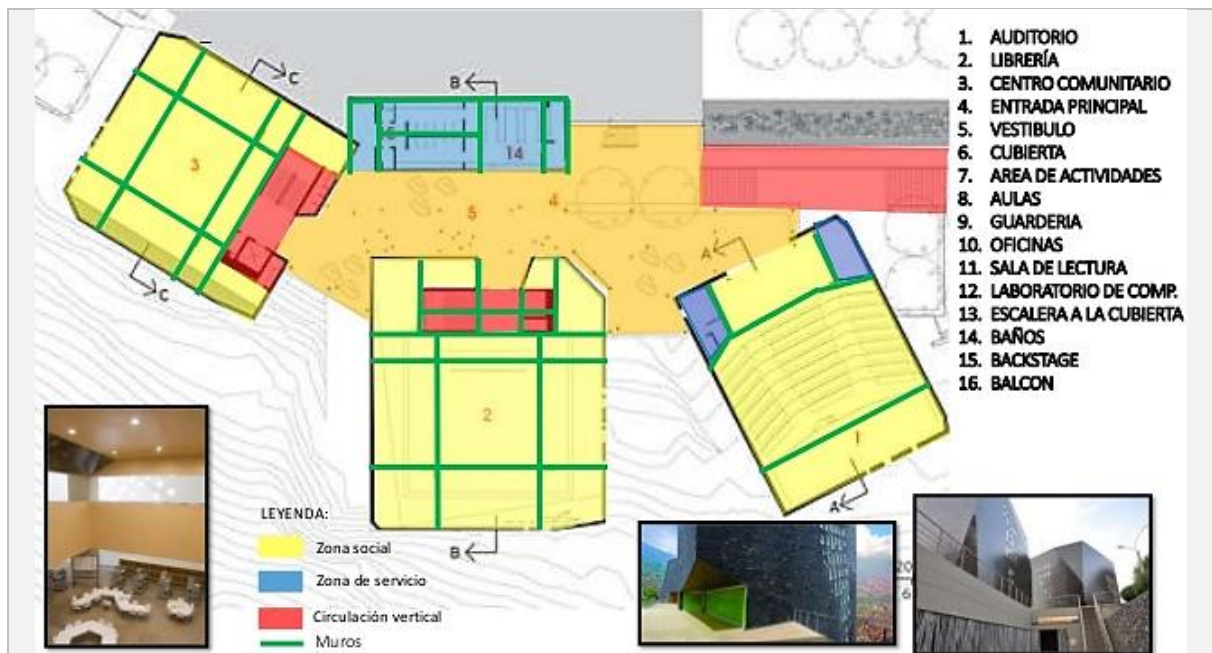 1. AUDITORIO
2. LIBRERÍA
3. CENTRO COMUNITARIO
4. ENTRADA PRINCIPAL
5. VESTIBULO
6. CUBIERTA
7. AREA DE ACTIVIDADES
8. AULAS
9. GUARDERIA
10. OFICINAS
11. SALA DE LECTURA
12. LABORATORIO DE COMP.
13. ESCALERA A LA CUBIERTA
14. BAÑOS
15. BACKSTAGE
16. BALCON
C
B
14
3
5
4
A
C
2
1
A
B
20
6
LEYENDA:
Zona social
Zona de servicio
Circulación vertical
Muros